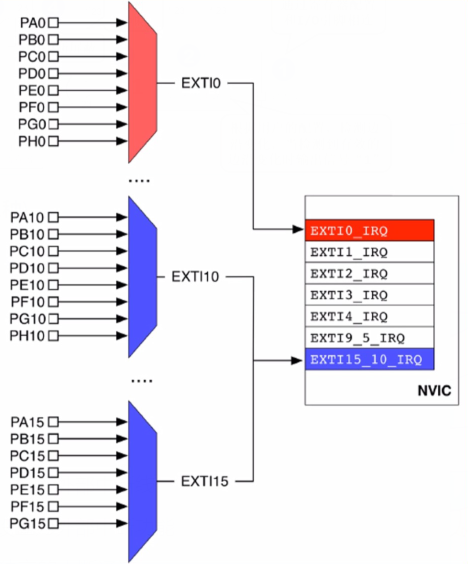 PA0
PB0
PC0
PD0
PE0
PF0
PG0
PH0
EXTI0
....
PA10
PB10
PC10
PD10
PE10
PF10
PG10
PH10
EXTI10
....
PA15
PB15
PC15
PD15
PE15
PF15
PG15
EXTI15
EXTI0_IRQ
EXTI1_IRQ
EXTI2_IRQ
EXTI3_IRQ
EXTI4_IRQ
EXTI9_5_IRQ
EXTI15_10_IRQ
NVIC